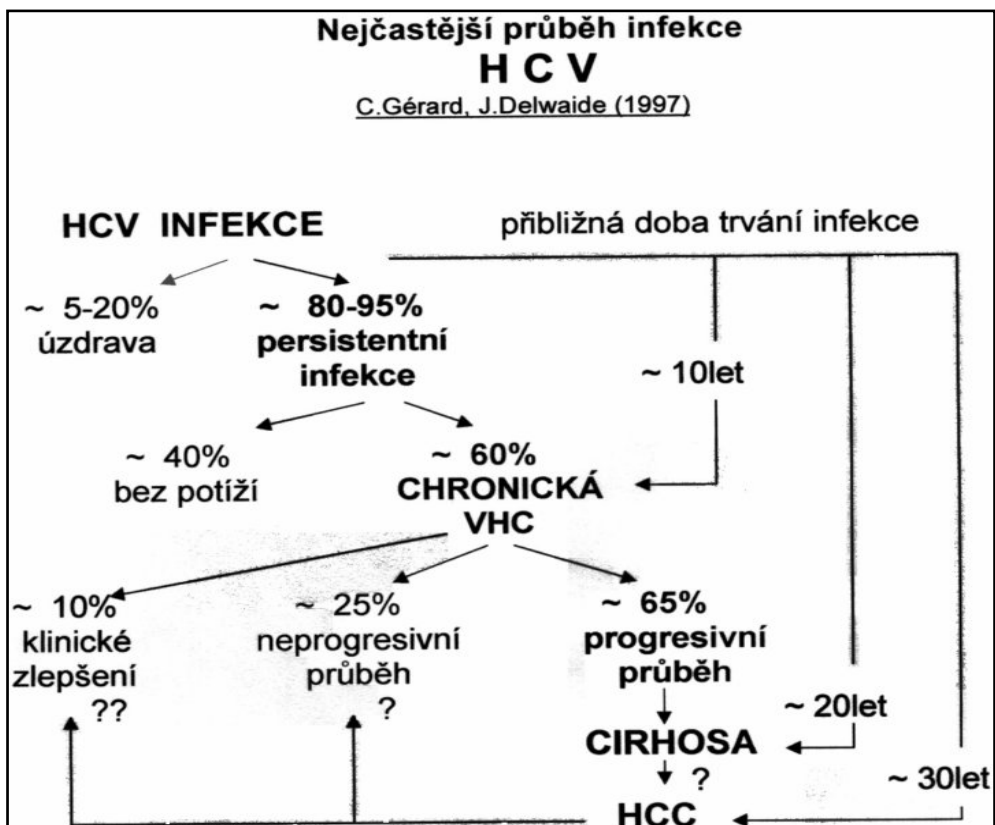 Nejčastější průběh infekce
H C V
C.Gérard, J.Delwaide (1997)
HCV INFEKCE
přibližná doba trvání infekce
~ 5-20%
úzdrava
~ 80-95%
persistentní
infekce
~ 10let
~ 40%
bez potíží
~ 60%
CHRONICKÁ
VHC
~ 10%
klinické
zlepšení
??
~ 25%
neprogresivní
průběh
?
~ 65%
progresivní
průběh
~ 20let
CIRHOSA
?
~ 30let
HCC